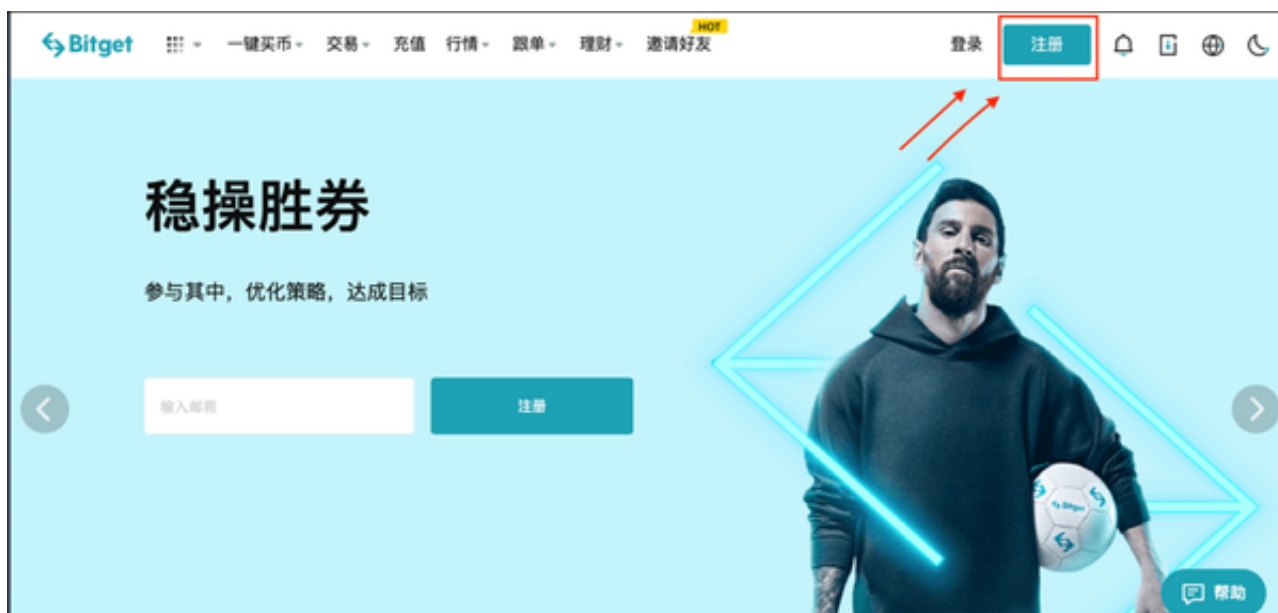 Bitget 一键买币 交易 充值 行情 跟单 理财 邀请好友 HOT 登录 注册
稳操胜券
参与其中，优化策略，达成目标
输入邮箱 注册
Bitget
帮助